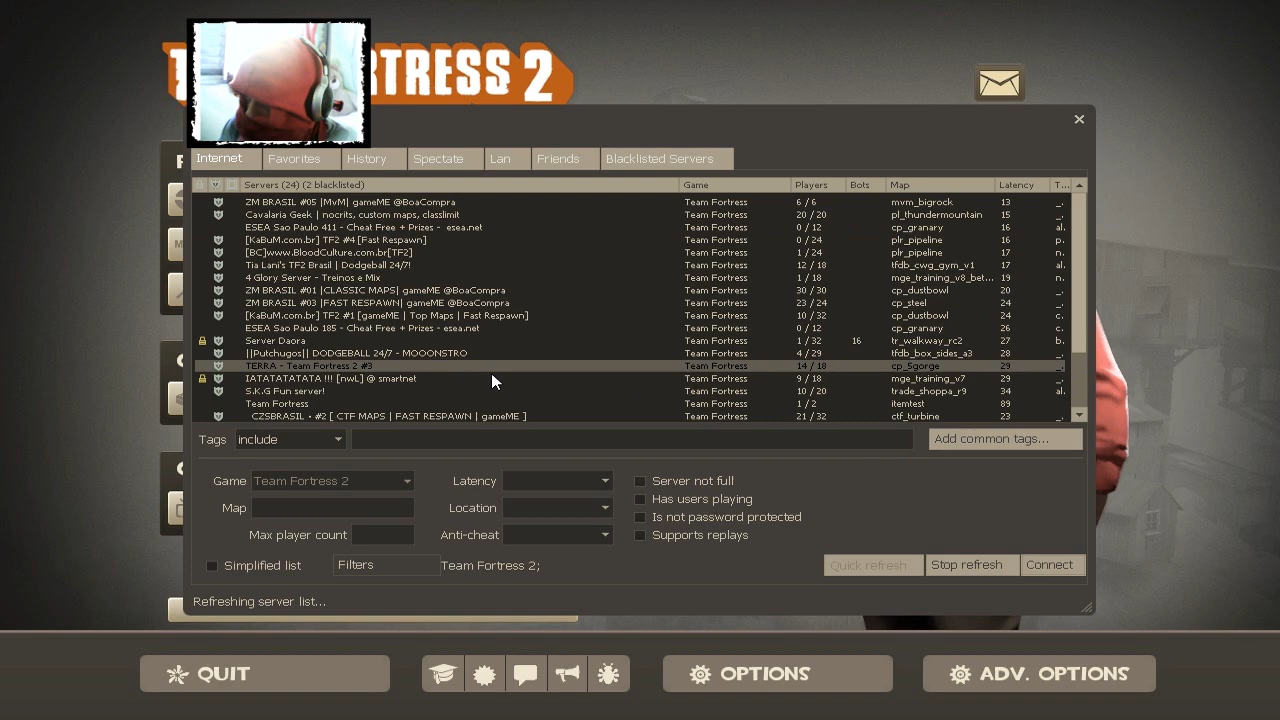 RTRESS 2
Internet Favorites History Spectate Lan Friends Blacklisted Servers
Servers (24) (2 blacklisted) Game Players Bots Map Latency T...
ZM BRASIL #05 |MvM| gameME @BoaCompra Team Fortress 6 / 6 mvm_bigrock 13 _.
Cavalaria Geek | nocrits, custom maps, classlimit Team Fortress 20 / 20 pl_thundermountain 15 _.
ESEA Sao Paulo 411 - Cheat Free + Prizes - esea.net Team Fortress 0 / 12 cp_granary 16 al.
[KaBuM.com.br] TF2 #4 [Fast Respawn] Team Fortress 0 / 24 plr_pipeline 16 p.
[BC]www.BloodCulture.com.br[TF2] Team Fortress 1 / 24 plr_pipeline 17 n.
Tia Lani's TF2 Brasil | Dodgeball 24/7! Team Fortress 12 / 18 tfdb_cwg_gym_v1 17 al.
4 Glory Server - Treinos e Mix Team Fortress 1 / 18 mge_training_v8_bet... 19 n.
ZM BRASIL #01 |CLASSIC MAPS| gameME @BoaCompra Team Fortress 30 / 30 cp_dustbowl 20 _.
ZM BRASIL #03 |FAST RESPAWN| gameME @BoaCompra Team Fortress 23 / 24 cp_steel 24 _.
[KaBuM.com.br] TF2 #1 [gameME | Top Maps | Fast Respawn] Team Fortress 10 / 32 cp_dustbowl 24 c.
ESEA Sao Paulo 185 - Cheat Free + Prizes - esea.net Team Fortress 0 / 12 cp_granary 26 c.
Server Daora Team Fortress 1 / 32 16 tr_walkway_rc2 27 b.
||Putchugos|| DODGEBALL 24/7 - MOOONSTRO Team Fortress 4 / 29 tfdb_box_sides_a3 28 _.
TERRA - Team Fortress 2 #3 Team Fortress 14 / 18 cp_5gorge 29 _.
IATATATATATA !!! [nwL] @ smartnet Team Fortress 9 / 18 mge_training_v7 29 _.
S.K.G Fun server! Team Fortress 10 / 20 trade_shoppa_r9 34 al.
Team Fortress Team Fortress 1 / 2 itemtest 89
CZSBRASIL • #2 [ CTF MAPS | FAST RESPAWN | gameME ] Team Fortress 21 / 32 ctf_turbine 23 _.
Tags include Add common tags...
Game Team Fortress 2 Latency Server not full
Has users playing
Map Location Is not password protected
Max player count Anti-cheat Supports replays
Simplified list Filters Team Fortress 2; Quick refresh Stop refresh Connect
Refreshing server list...
QUIT OPTIONS ADV. OPTIONS